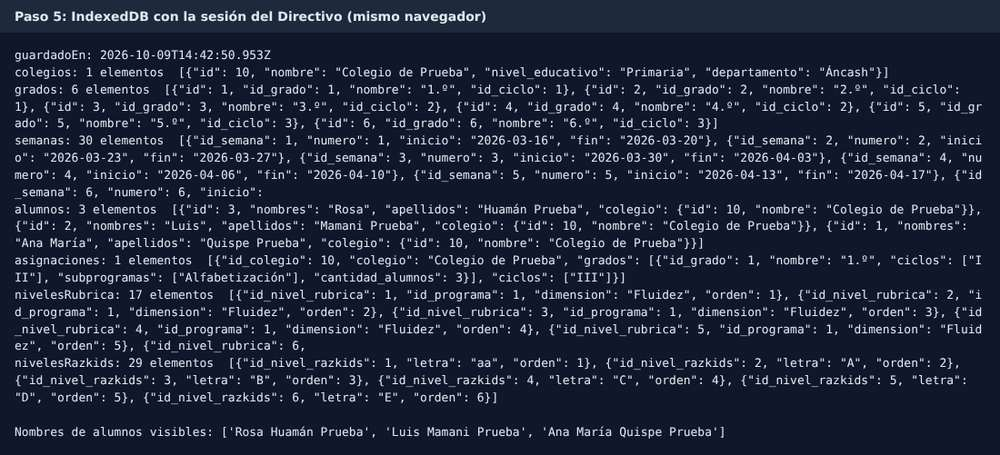 Paso 5: IndexedDB con la sesión del Directivo (mismo navegador)
guardadoEn: 2026-10-09T14:42:50.953Z
colegios: 1 elementos  [{"id": 10, "nombre": "Colegio de Prueba", "nivel_educativo": "Primaria", "departamento": "Áncash"}]
grados: 6 elementos  [{"id": 1, "id_grado": 1, "nombre": "1.º", "id_ciclo": 1}, {"id": 2, "id_grado": 2, "nombre": "2.º", "id_ciclo":
1}, {"id": 3, "id_grado": 3, "nombre": "3.º", "id_ciclo": 2}, {"id": 4, "id_grado": 4, "nombre": "4.º", "id_ciclo": 2}, {"id": 5, "id_gr
ado": 5, "nombre": "5.º", "id_ciclo": 3}, {"id": 6, "id_grado": 6, "nombre": "6.º", "id_ciclo": 3}]
semanas: 30 elementos  [{"id_semana": 1, "numero": 1, "inicio": "2026-03-16", "fin": "2026-03-20"}, {"id_semana": 2, "numero": 2, "inici
o": "2026-03-23", "fin": "2026-03-27"}, {"id_semana": 3, "numero": 3, "inicio": "2026-03-30", "fin": "2026-04-03"}, {"id_semana": 4, "nu
mero": 4, "inicio": "2026-04-06", "fin": "2026-04-10"}, {"id_semana": 5, "numero": 5, "inicio": "2026-04-13", "fin": "2026-04-17"}, {"id
_semana": 6, "numero": 6, "inicio":
alumnos: 3 elementos  [{"id": 3, "nombres": "Rosa", "apellidos": "Huamán Prueba", "colegio": {"id": 10, "nombre": "Colegio de Prueba"}},
{"id": 2, "nombres": "Luis", "apellidos": "Mamani Prueba", "colegio": {"id": 10, "nombre": "Colegio de Prueba"}}, {"id": 1, "nombres":
"Ana María", "apellidos": "Quispe Prueba", "colegio": {"id": 10, "nombre": "Colegio de Prueba"}}]
asignaciones: 1 elementos  [{"id_colegio": 10, "colegio": "Colegio de Prueba", "grados": [{"id_grado": 1, "nombre": "1.º", "ciclos": ["I
II"], "subprogramas": ["Alfabetización"], "cantidad_alumnos": 3}], "ciclos": ["III"]}]
nivelesRubrica: 17 elementos  [{"id_nivel_rubrica": 1, "id_programa": 1, "dimension": "Fluidez", "orden": 1}, {"id_nivel_rubrica": 2, "i
d_programa": 1, "dimension": "Fluidez", "orden": 2}, {"id_nivel_rubrica": 3, "id_programa": 1, "dimension": "Fluidez", "orden": 3}, {"id
_nivel_rubrica": 4, "id_programa": 1, "dimension": "Fluidez", "orden": 4}, {"id_nivel_rubrica": 5, "id_programa": 1, "dimension": "Fluid
ez", "orden": 5}, {"id_nivel_rubrica": 6,
nivelesRazkids: 29 elementos  [{"id_nivel_razkids": 1, "letra": "aa", "orden": 1}, {"id_nivel_razkids": 2, "letra": "A", "orden": 2},
{"id_nivel_razkids": 3, "letra": "B", "orden": 3}, {"id_nivel_razkids": 4, "letra": "C", "orden": 4}, {"id_nivel_razkids": 5, "letra":
"D", "orden": 5}, {"id_nivel_razkids": 6, "letra": "E", "orden": 6}]
Nombres de alumnos visibles: ['Rosa Huamán Prueba', 'Luis Mamani Prueba', 'Ana María Quispe Prueba']